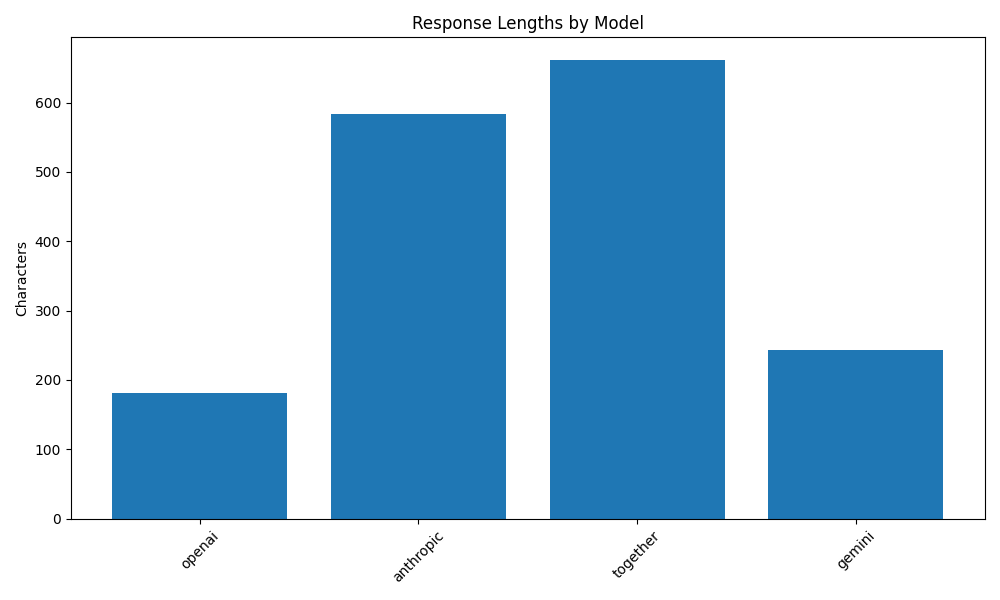 Response Lengths by Model
Characters
600
500
400
300
200
100
0
openai
anthropic
together
gemini